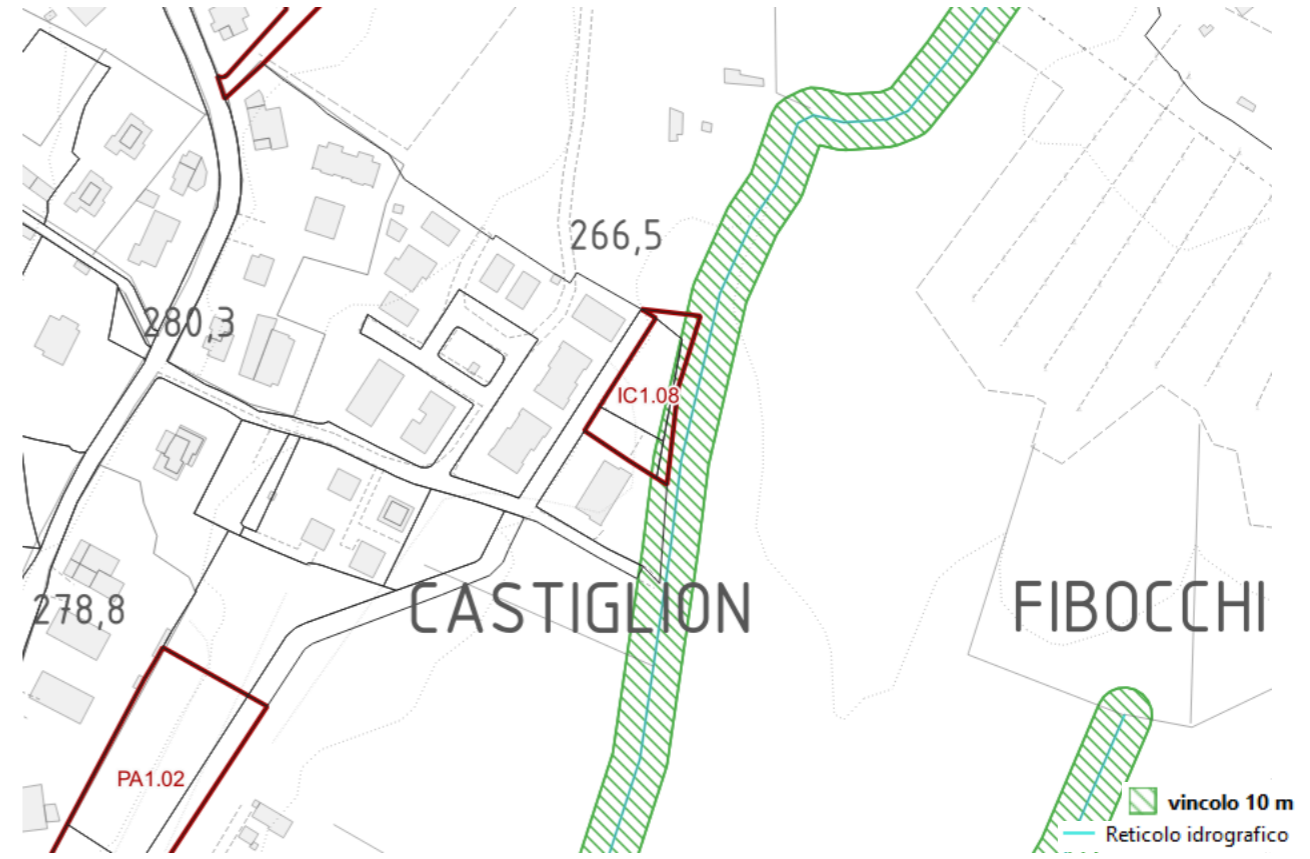 266,5
280,3
IC1.08
CASTIGLION FIBOCCHI
278,8
PA1.02
vincolo 10 m
Reticolo idrografico